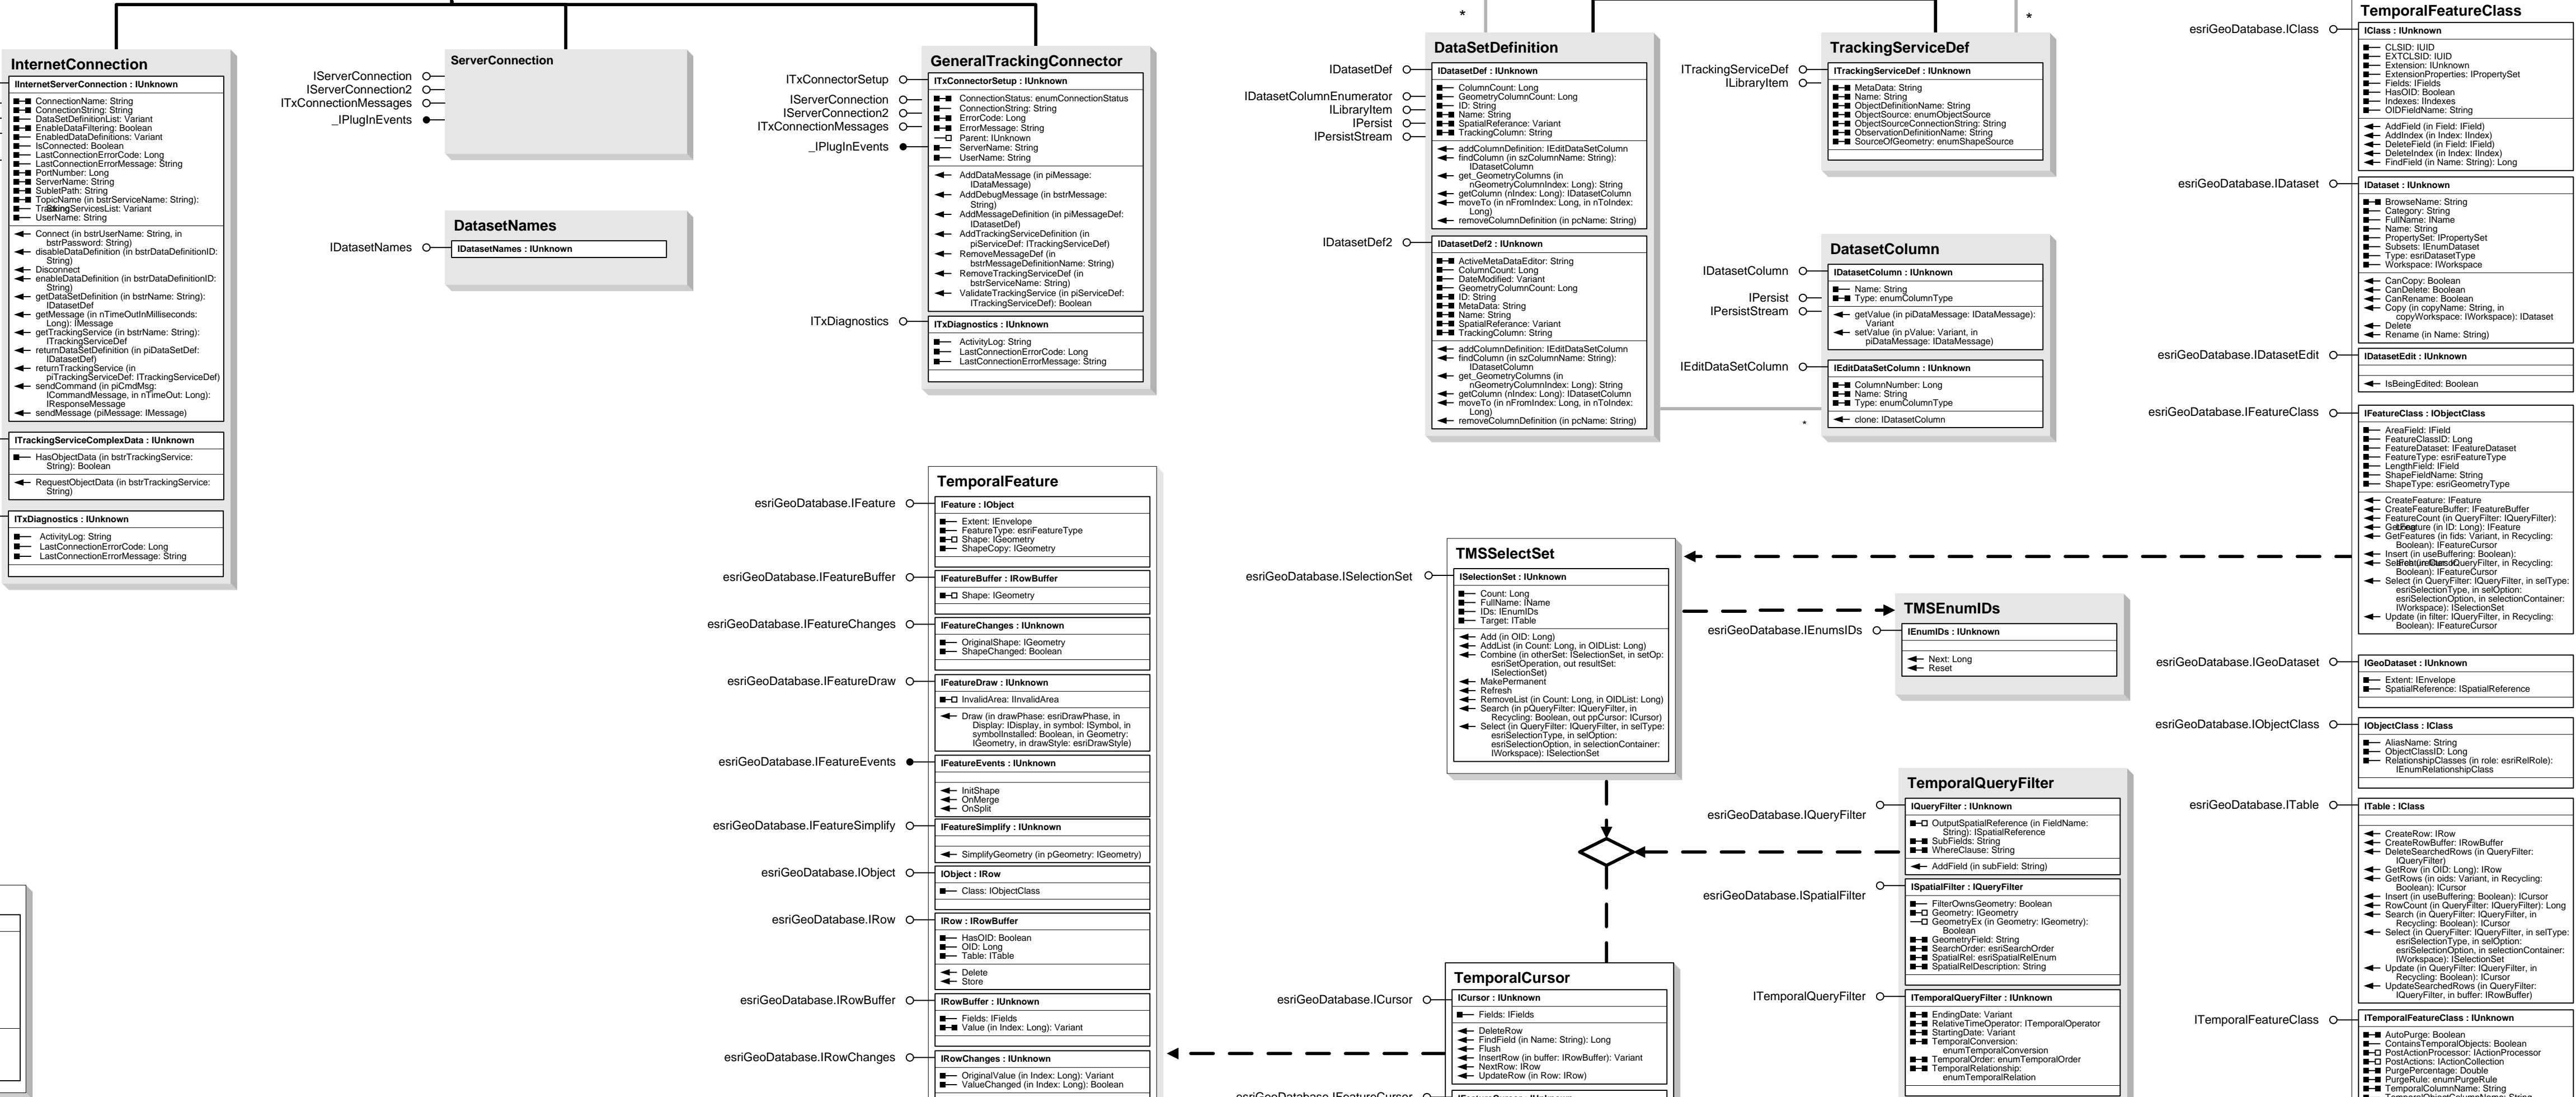 InternetConnection
IInternetServerConnection : IUnknown
ConnectionName: String
ConnectionString: String
DataSetDefinitionList: Variant
EnableDataFiltering: Boolean
EnabledDataDefinitions: Variant
IsConnected: Boolean
LastConnectionErrorCode: Long
LastConnectionErrorMessage: String
PortNumber: Long
ServerName: String
SubletPath: String
TopicName (in bstrServiceName: String):
String
TrackingServicesList: Variant
UserName: String
Connect (in bstrUserName: String, in
bstrPassword: String)
disableDataDefinition (in bstrDataDefinitionID:
String)
Disconnect
enableDataDefinition (in bstrDataDefinitionID:
String)
getDataSetDefinition (in bstrName: String):
IDatasetDef
getMessage (in nTimeOutInMilliseconds:
Long): IMessage
getTrackingService (in bstrName: String):
ITrackingServiceDef
returnDataSetDefinition (in piDataSetDef:
IDatasetDef)
returnTrackingService (in
piTrackingServiceDef: ITrackingServiceDef)
sendCommand (in piCmdMsg:
ICommandMessage, in nTimeOut: Long):
IResponseMessage
sendMessage (piMessage: IMessage)
ITrackingServiceComplexData : IUnknown
HasObjectData (in bstrTrackingService:
String): Boolean
RequestObjectData (in bstrTrackingService:
String)
ITxDiagnostics : IUnknown
ActivityLog: String
LastConnectionErrorCode: Long
LastConnectionErrorMessage: String
IServerConnection
IServerConnection2
ITxConnectionMessages
_IPlugInEvents
ServerConnection
IDatasetNames
DatasetNames
IDatasetNames : IUnknown
ITxConnectorSetup
IServerConnection
IServerConnection2
ITxConnectionMessages
_IPlugInEvents
ITxDiagnostics
GeneralTrackingConnector
ITxConnectorSetup : IUnknown
ConnectionStatus: enumConnectionStatus
ConnectionString: String
ErrorCode: Long
ErrorMessage: String
Parent: IUnknown
ServerName: String
UserName: String
AddDataMessage (in piMessage:
IDataMessage)
AddDebugMessage (in bstrMessage:
String)
AddMessageDefinition (in piMessageDef:
IDatasetDef)
AddTrackingServiceDefinition (in
piServiceDef: ITrackingServiceDef)
RemoveMessageDef (in
bstrMessageDefinitionName: String)
RemoveTrackingServiceDef (in
bstrServiceName: String)
ValidateTrackingService (in piServiceDef:
ITrackingServiceDef): Boolean
ITxDiagnostics : IUnknown
ActivityLog: String
LastConnectionErrorCode: Long
LastConnectionErrorMessage: String
esriGeoDatabase.IFeature
esriGeoDatabase.IFeatureBuffer
esriGeoDatabase.IFeatureChanges
esriGeoDatabase.IFeatureDraw
esriGeoDatabase.IFeatureEvents
esriGeoDatabase.IFeatureSimplify
esriGeoDatabase.IObject
esriGeoDatabase.IRow
esriGeoDatabase.IRowBuffer
esriGeoDatabase.IRowChanges
TemporalFeature
IFeature : IObject
Extent: IEnvelope
FeatureType: esriFeatureType
Shape: IGeometry
ShapeCopy: IGeometry
IFeatureBuffer : IRowBuffer
Shape: IGeometry
IFeatureChanges : IUnknown
OriginalShape: IGeometry
ShapeChanged: Boolean
IFeatureDraw : IUnknown
InvalidArea: IInvalidArea
Draw (in drawPhase: esriDrawPhase, in
Display: IDisplay, in symbol: ISymbol, in
symbolInstalled: Boolean, in Geometry:
IGeometry, in drawStyle: esriDrawStyle)
IFeatureEvents : IUnknown
InitShape
OnMerge
OnSplit
IFeatureSimplify : IUnknown
SimplifyGeometry (in pGeometry: IGeometry)
IObject : IRow
Class: IObjectClass
IRow : IRowBuffer
HasOID: Boolean
OID: Long
Table: ITable
Delete
Store
IRowBuffer : IUnknown
Fields: IFields
Value (in Index: Long): Variant
IRowChanges : IUnknown
OriginalValue (in Index: Long): Variant
ValueChanged (in Index: Long): Boolean
*
IDatasetDef
IDatasetColumnEnumerator
ILibraryItem
IPersist
IPersistStream
IDatasetDef2
DataSetDefinition
IDatasetDef : IUnknown
ColumnCount: Long
GeometryColumnCount: Long
ID: String
Name: String
SpatialReferance: Variant
TrackingColumn: String
addColumnDefinition: IEditDataSetColumn
findColumn (in szColumnName: String):
IDatasetColumn
get_GeometryColumns (in
nGeometryColumnIndex: Long): String
getColumn (nIndex: Long): IDatasetColumn
moveTo (in nFromIndex: Long, in nToIndex:
Long)
removeColumnDefinition (in pcName: String)
IDatasetDef2 : IUnknown
ActiveMetaDataEditor: String
ColumnCount: Long
DateModified: Variant
GeometryColumnCount: Long
ID: String
MetaData: String
Name: String
SpatialReferance: Variant
TrackingColumn: String
addColumnDefinition: IEditDataSetColumn
findColumn (in szColumnName: String):
IDatasetColumn
get_GeometryColumns (in
nGeometryColumnIndex: Long): String
getColumn (nIndex: Long): IDatasetColumn
moveTo (in nFromIndex: Long, in nToIndex:
Long)
removeColumnDefinition (in pcName: String)
*
ITrackingServiceDef
ILibraryItem
TrackingServiceDef
ITrackingServiceDef : IUnknown
MetaData: String
Name: String
ObjectDefinitionName: String
ObjectSource: enumObjectSource
ObjectSourceConnectionString: String
ObservationDefinitionName: String
SourceOfGeometry: enumShapeSource
IDatasetColumn
IPersist
IPersistStream
IEditDataSetColumn
*
DatasetColumn
IDatasetColumn : IUnknown
Name: String
Type: enumColumnType
getValue (in piDataMessage: IDataMessage):
Variant
setValue (in pValue: Variant, in
piDataMessage: IDataMessage)
IEditDataSetColumn : IUnknown
ColumnNumber: Long
Name: String
Type: enumColumnType
clone: IDatasetColumn
esriGeoDatabase.ISelectionSet
TMSSelectSet
ISelectionSet : IUnknown
Count: Long
FullName: IName
IDs: IEnumIDs
Target: ITable
Add (in OID: Long)
AddList (in Count: Long, in OIDList: Long)
Combine (in otherSet: ISelectionSet, in setOp:
esriSetOperation, out resultSet:
ISelectionSet)
MakePermanent
Refresh
RemoveList (in Count: Long, in OIDList: Long)
Search (in pQueryFilter: IQueryFilter, in
Recycling: Boolean, out ppCursor: ICursor)
Select (in QueryFilter: IQueryFilter, in selType:
esriSelectionType, in selOption:
esriSelectionOption, in selectionContainer:
IWorkspace): ISelectionSet
esriGeoDatabase.IEnumsIDs
TMSEnumIDs
IEnumIDs : IUnknown
Next: Long
Reset
esriGeoDatabase.IQueryFilter
esriGeoDatabase.ISpatialFilter
ITemporalQueryFilter
TemporalQueryFilter
IQueryFilter : IUnknown
OutputSpatialReference (in FieldName:
String): ISpatialReference
SubFields: String
WhereClause: String
AddField (in subField: String)
ISpatialFilter : IQueryFilter
FilterOwnsGeometry: Boolean
Geometry: IGeometry
GeometryEx (in Geometry: IGeometry):
Boolean
GeometryField: String
SearchOrder: esriSearchOrder
SpatialRel: esriSpatialRelEnum
SpatialRelDescription: String
ITemporalQueryFilter : IUnknown
EndingDate: Variant
RelativeTimeOperator: ITemporalOperator
StartingDate: Variant
TemporalConversion:
enumTemporalConversion
TemporalOrder: enumTemporalOrder
TemporalRelationship:
enumTemporalRelation
esriGeoDatabase.ICursor
esriGeoDatabase.IFeatureCursor
TemporalCursor
ICursor : IUnknown
Fields: IFields
DeleteRow
FindField (in Name: String): Long
Flush
InsertRow (in buffer: IRowBuffer): Variant
NextRow: IRow
UpdateRow (in Row: IRow)
IFeatureCursor : IUnknown
esriGeoDatabase.IClass
esriGeoDatabase.IDataset
esriGeoDatabase.IDatasetEdit
esriGeoDatabase.IFeatureClass
esriGeoDatabase.IGeoDataset
esriGeoDatabase.IObjectClass
esriGeoDatabase.ITable
ITemporalFeatureClass
TemporalFeatureClass
IClass : IUnknown
CLSID: IUID
EXTCLSID: IUID
Extension: IUnknown
ExtensionProperties: IPropertySet
Fields: IFields
HasOID: Boolean
Indexes: IIndexes
OIDFieldName: String
AddField (in Field: IField)
AddIndex (in Index: IIndex)
DeleteField (in Field: IField)
DeleteIndex (in Index: IIndex)
FindField (in Name: String): Long
IDataset : IUnknown
BrowseName: String
Category: String
FullName: IName
Name: String
PropertySet: IPropertySet
Subsets: IEnumDataset
Type: esriDatasetType
Workspace: IWorkspace
CanCopy: Boolean
CanDelete: Boolean
CanRename: Boolean
Copy (in copyName: String, in
copyWorkspace: IWorkspace): IDataset
Delete
Rename (in Name: String)
IDatasetEdit : IUnknown
IsBeingEdited: Boolean
IFeatureClass : IObjectClass
AreaField: IField
FeatureClassID: Long
FeatureDataset: IFeatureDataset
FeatureType: esriFeatureType
LengthField: IField
ShapeFieldName: String
ShapeType: esriGeometryType
CreateFeature: IFeature
CreateFeatureBuffer: IFeatureBuffer
FeatureCount (in QueryFilter: IQueryFilter):
Long
GetFeature (in ID: Long): IFeature
GetFeatures (in fids: Variant, in Recycling:
Boolean): IFeatureCursor
Insert (in useBuffering: Boolean):
IFeatureCursor
Search (in QueryFilter: IQueryFilter, in Recycling:
Boolean): IFeatureCursor
Select (in QueryFilter: IQueryFilter, in selType:
esriSelectionType, in selOption:
esriSelectionOption, in selectionContainer:
IWorkspace): ISelectionSet
Update (in filter: IQueryFilter, in Recycling:
Boolean): IFeatureCursor
IGeoDataset : IUnknown
Extent: IEnvelope
SpatialReference: ISpatialReference
IObjectClass : IClass
AliasName: String
ObjectClassID: Long
RelationshipClasses (in role: esriRelRole):
IEnumRelationshipClass
ITable : IClass
CreateRow: IRow
CreateRowBuffer: IRowBuffer
DeleteSearchedRows (in QueryFilter:
IQueryFilter)
GetRow (in OID: Long): IRow
GetRows (in oids: Variant, in Recycling:
Boolean): ICursor
Insert (in useBuffering: Boolean): ICursor
RowCount (in QueryFilter: IQueryFilter): Long
Search (in QueryFilter: IQueryFilter, in
Recycling: Boolean): ICursor
Select (in QueryFilter: IQueryFilter, in selType:
esriSelectionType, in selOption:
esriSelectionOption, in selectionContainer:
IWorkspace): ISelectionSet
Update (in QueryFilter: IQueryFilter, in
Recycling: Boolean): ICursor
UpdateSearchedRows (in QueryFilter:
IQueryFilter, in buffer: IRowBuffer)
ITemporalFeatureClass : IUnknown
AutoPurge: Boolean
ContainsTemporalObjects: Boolean
PostActionProcessor: IActionProcessor
PostActions: IActionCollection
PurgePercentage: Double
PurgeRule: enumPurgeRule
TemporalColumnName: String
TemporalObjectColumnName: String